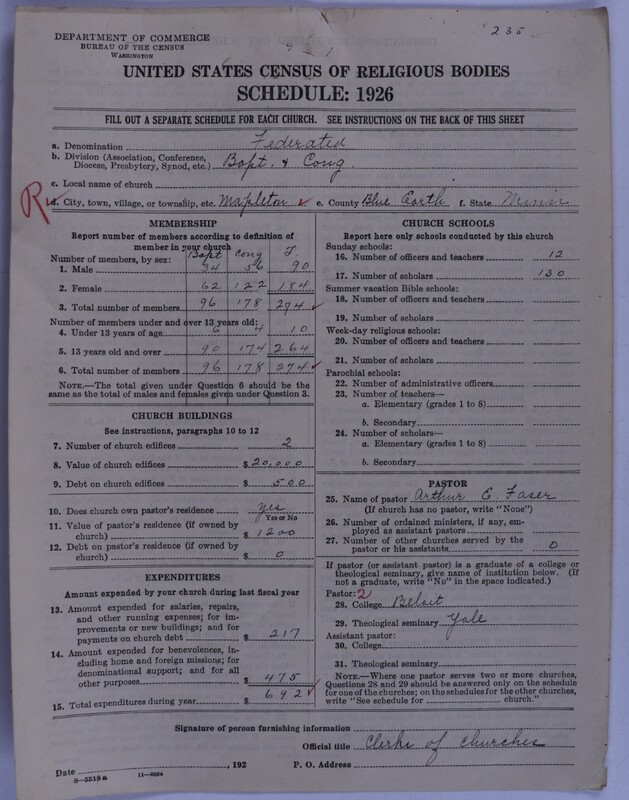 235
DEPARTMENT OF COMMERCE
BUREAU OF THE CENSUS
WASHINGTON
UNITED STATES CENSUS OF RELIGIOUS BODIES
SCHEDULE: 1926
FILL OUT A SEPARATE SCHEDULE FOR EACH CHURCH. SEE INSTRUCTIONS ON THE BACK OF THIS SHEET
a. Denomination Federated
b. Division (Association, Conference,
Diocese, Presbytery, Synod, etc.) Bapt. & Cong.
c. Local name of church
d. City, town, village, or township, etc. Mapleton e. County Blue Earth f. State Minn
MEMBERSHIP
Report number of members according to definition of
member in your church
Bapt Cong T.
Number of members, by sex:
1. Male 34 56 90
2. Female 62 122 184
3. Total number of members 96 178 274
Number of members under and over 13 years old:
4. Under 13 years of age 6 4 10
5. 13 years old and over 90 174 264
6. Total number of members 96 178 274
NOTE.—The total given under Question 6 should be the
same as the total of males and females given under Question 3.
CHURCH BUILDINGS
See instructions, paragraphs 10 to 12
7. Number of church edifices 2
8. Value of church edifices $20,000
9. Debt on church edifices $ 500
10. Does church own pastor's residence yes
Yes or No
11. Value of pastor's residence (if owned by
church) $ 1200
12. Debt on pastor's residence (if owned by
church) $ 0
EXPENDITURES
Amount expended by your church during last fiscal year
13. Amount expended for salaries, repairs,
and other running expenses; for im-
provements or new buildings; and for
payments on church debt $ 217
14. Amount expended for benevolences, in-
cluding home and foreign missions; for
denominational support; and for all
other purposes $ 475
15. Total expenditures during year $ 692
CHURCH SCHOOLS
Report here only schools conducted by this church
Sunday schools:
16. Number of officers and teachers 12
17. Number of scholars 130
Summer vacation Bible schools:
18. Number of officers and teachers
19. Number of scholars
Week-day religious schools:
20. Number of officers and teachers
21. Number of scholars
Parochial schools:
22. Number of administrative officers
23. Number of teachers—
a. Elementary (grades 1 to 8)
b. Secondary
24. Number of scholars—
a. Elementary (grades 1 to 8)
b. Secondary
PASTOR
25. Name of pastor Arthur E. Faser
(If church has no pastor, write "None")
26. Number of ordained ministers, if any, em-
ployed as assistant pastors
27. Number of other churches served by the
pastor or his assistants 0
If pastor (or assistant pastor) is a graduate of a college or
theological seminary, give name of institution below. (If
not a graduate, write "No" in the space indicated.)
Pastor: 2
28. College Beloit
29. Theological seminary Yale
Assistant pastor:
30. College
31. Theological seminary
NOTE.—Where one pastor serves two or more churches,
Questions 28 and 29 should be answered only on the schedule
for one of the churches; on the schedules for the other churches,
write "See schedule for church."
Signature of person furnishing information
Official title Clerks of churches
Date , 192 P. O. Address
8-5518 a 11-9054